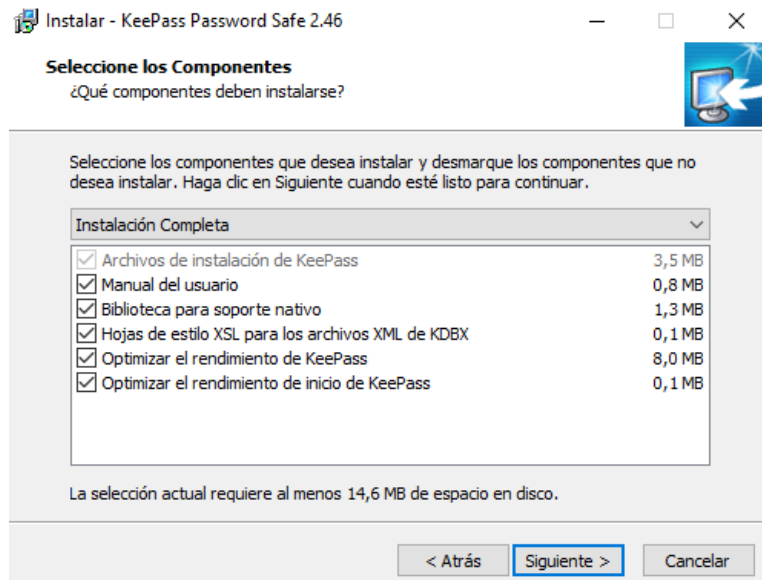 Instalar - KeePass Password Safe 2.46
Seleccione los Componentes
¿Qué componentes deben instalarse?
Seleccione los componentes que desea instalar y desmarque los componentes que no
desea instalar. Haga clic en Siguiente cuando esté listo para continuar.
Instalación Completa
Archivos de instalación de KeePass 3,5 MB
Manual del usuario 0,8 MB
Biblioteca para soporte nativo 1,3 MB
Hojas de estilo XSL para los archivos XML de KDBX 0,1 MB
Optimizar el rendimiento de KeePass 8,0 MB
Optimizar el rendimiento de inicio de KeePass 0,1 MB
La selección actual requiere al menos 14,6 MB de espacio en disco.
< Atrás Siguiente > Cancelar